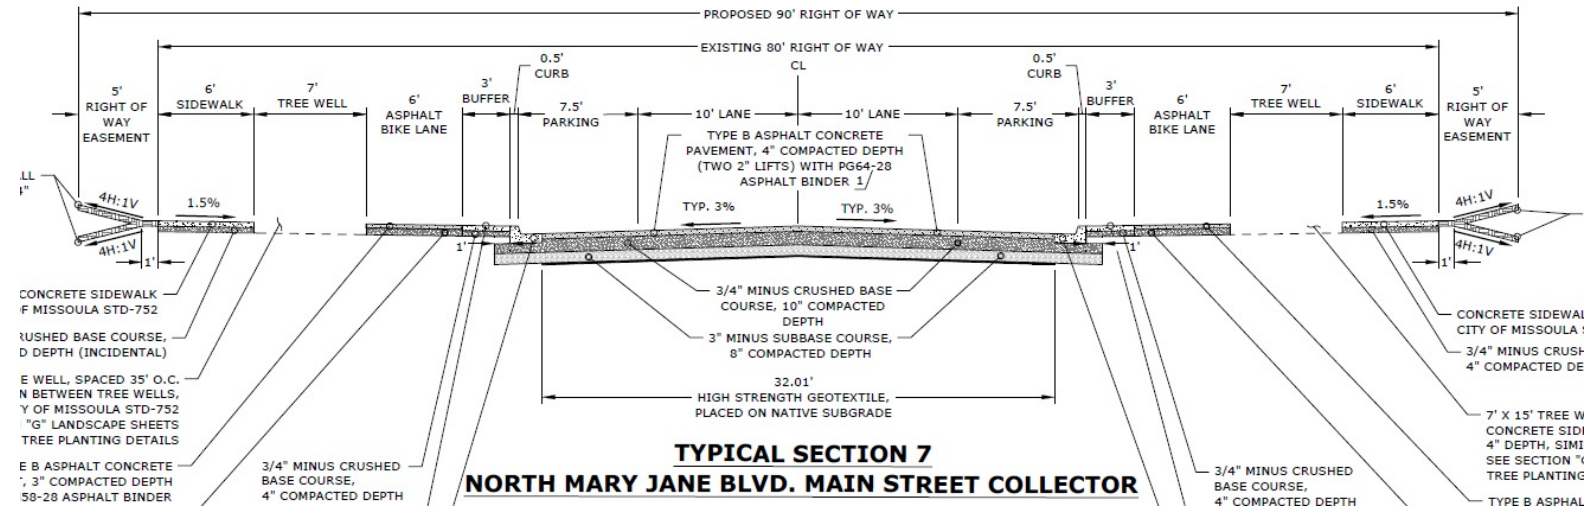 PROPOSED 90' RIGHT OF WAY
EXISTING 80' RIGHT OF WAY
CL
5'
RIGHT OF
WAY
EASEMENT
6'
SIDEWALK
7'
TREE WELL
6'
ASPHALT
BIKE LANE
3'
BUFFER
0.5'
CURB
7.5'
PARKING
10' LANE
10' LANE
7.5'
PARKING
0.5'
CURB
3'
BUFFER
6'
ASPHALT
BIKE LANE
7'
TREE WELL
6'
SIDEWALK
5'
RIGHT OF
WAY
EASEMENT
TYPE B ASPHALT CONCRETE
PAVEMENT, 4" COMPACTED DEPTH
(TWO 2" LIFTS) WITH PG64-28
ASPHALT BINDER 1
ALL
4"
4H:1V
1.5%
4H:1V
1'
1'
TYP. 3%
TYP. 3%
1'
1.5%
4H:1V
4H:1V
1'
CONCRETE SIDEWALK
OF MISSOULA STD-752
RUSHED BASE COURSE,
D DEPTH (INCIDENTAL)
E WELL, SPACED 35' O.C.
N BETWEEN TREE WELLS,
Y OF MISSOULA STD-752
"G" LANDSCAPE SHEETS
TREE PLANTING DETAILS
E B ASPHALT CONCRETE
, 3" COMPACTED DEPTH
58-28 ASPHALT BINDER
3/4" MINUS CRUSHED
BASE COURSE,
4" COMPACTED DEPTH
3/4" MINUS CRUSHED BASE
COURSE, 10" COMPACTED
DEPTH
3" MINUS SUBBASE COURSE,
8" COMPACTED DEPTH
32.01'
HIGH STRENGTH GEOTEXTILE,
PLACED ON NATIVE SUBGRADE
TYPICAL SECTION 7
NORTH MARY JANE BLVD. MAIN STREET COLLECTOR
3/4" MINUS CRUSHED
BASE COURSE,
4" COMPACTED DEPTH
CONCRETE SIDEWAL
CITY OF MISSOULA S
3/4" MINUS CRUSH
4" COMPACTED DE
7' X 15' TREE W
CONCRETE SIDE
4" DEPTH, SIMI
SEE SECTION "G
TREE PLANTING
TYPE B ASPHAL